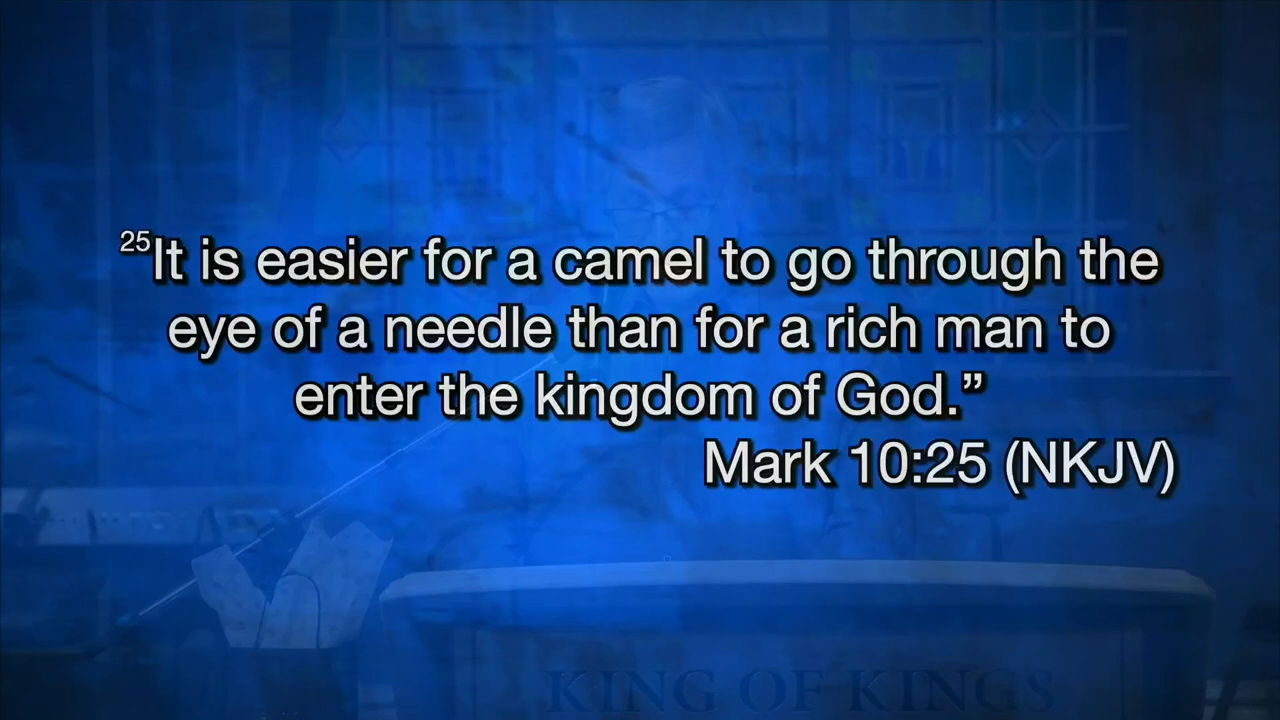 25It is easier for a camel to go through the
eye of a needle than for a rich man to
enter the kingdom of God.”
Mark 10:25 (NKJV)
KING OF KINGS